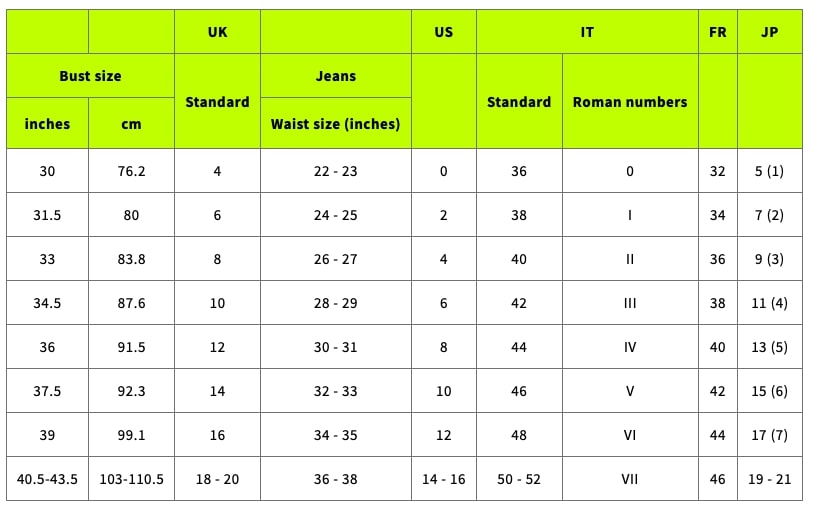 UK US IT FR JP
Bust size Jeans
Standard Standard Roman numbers
inches cm Waist size (inches)
30 76.2 4 22 - 23 0 36 0 32 5 (1)
31.5 80 6 24 - 25 2 38 I 34 7 (2)
33 83.8 8 26 - 27 4 40 II 36 9 (3)
34.5 87.6 10 28 - 29 6 42 III 38 11 (4)
36 91.5 12 30 - 31 8 44 IV 40 13 (5)
37.5 92.3 14 32 - 33 10 46 V 42 15 (6)
39 99.1 16 34 - 35 12 48 VI 44 17 (7)
40.5-43.5 103-110.5 18 - 20 36 - 38 14 - 16 50 - 52 VII 46 19 - 21